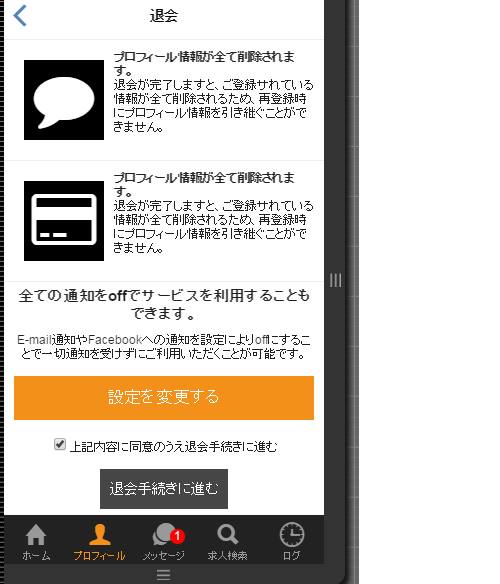 退会
プロフィール情報が全て削除されま
す。
退会が完了しますと、ご登録サれている
情報が全て削除されるため、再登録時
にプロフィール情報を引き継ぐことがで
きません。
プロフィール情報が全て削除されま
す。
退会が完了しますと、ご登録サれている
情報が全て削除されるため、再登録時
にプロフィール情報を引き継ぐことがで
きません。
全ての通知をoffでサービスを利用することも
できます。
E-mail通知やFacebookへの通知を設定によりoffにするこ
とで一切通知を受けずにご利用いただくことが可能です。
設定を変更する
上記内容に同意のうえ退会手続きに進む
退会手続きに進む
1
ホーム プロフィール メッセージ 求人検索 ログ